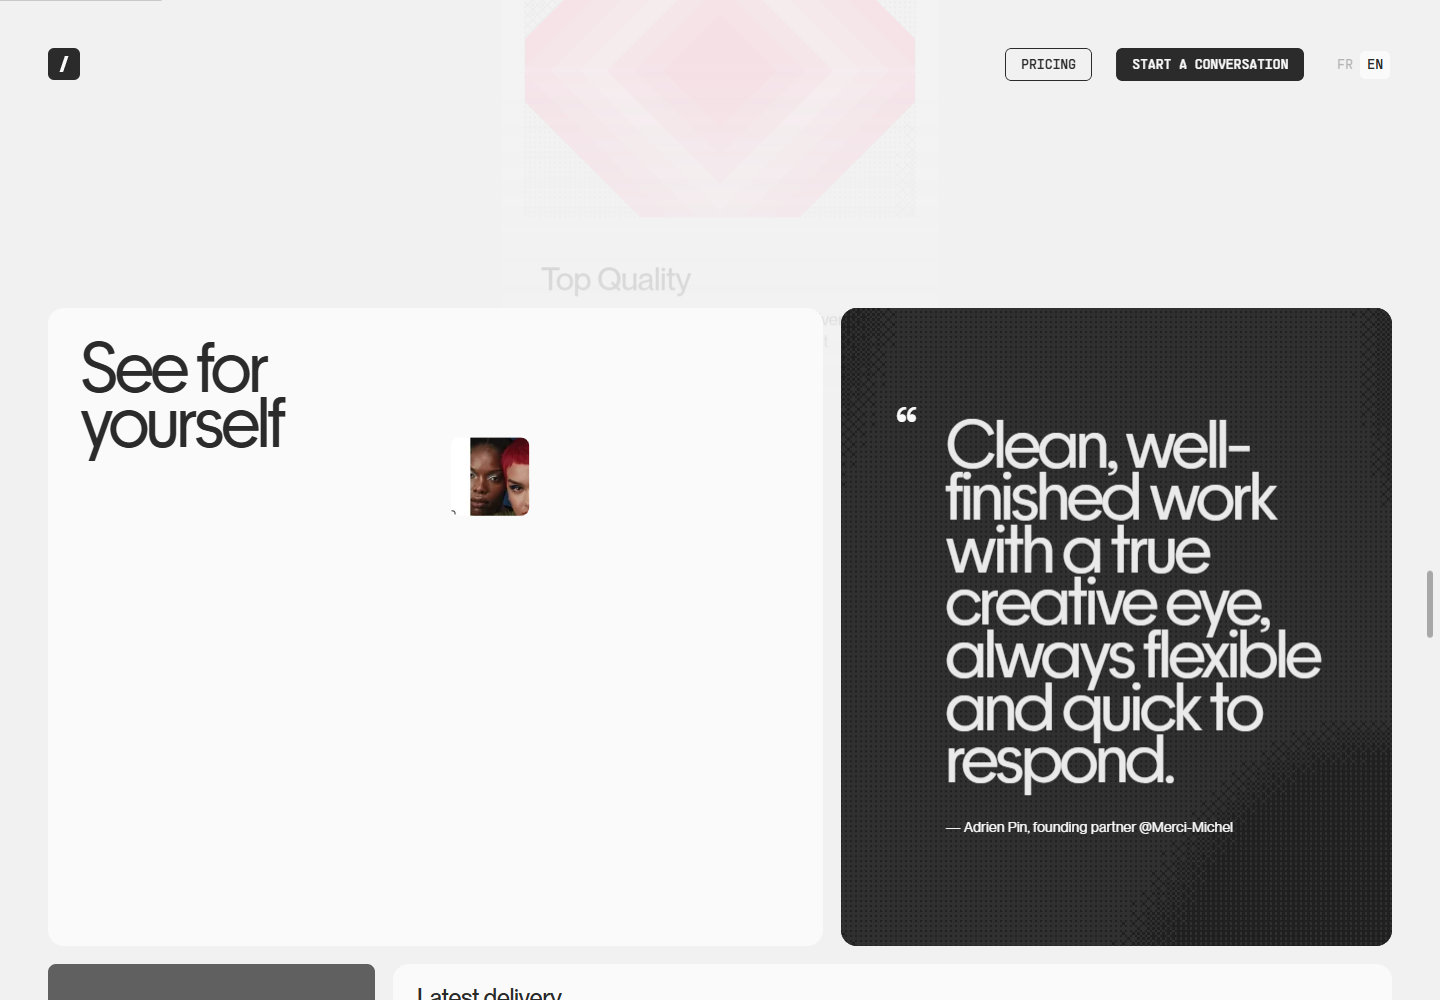 /
PRICING
START A CONVERSATION
FR
EN
Top Quality
See for
yourself
“
Clean, well-
finished work
with a true
creative eye,
always flexible
and quick to
respond.
— Adrien Pin, founding partner @Merci-Michel
Latest delivery